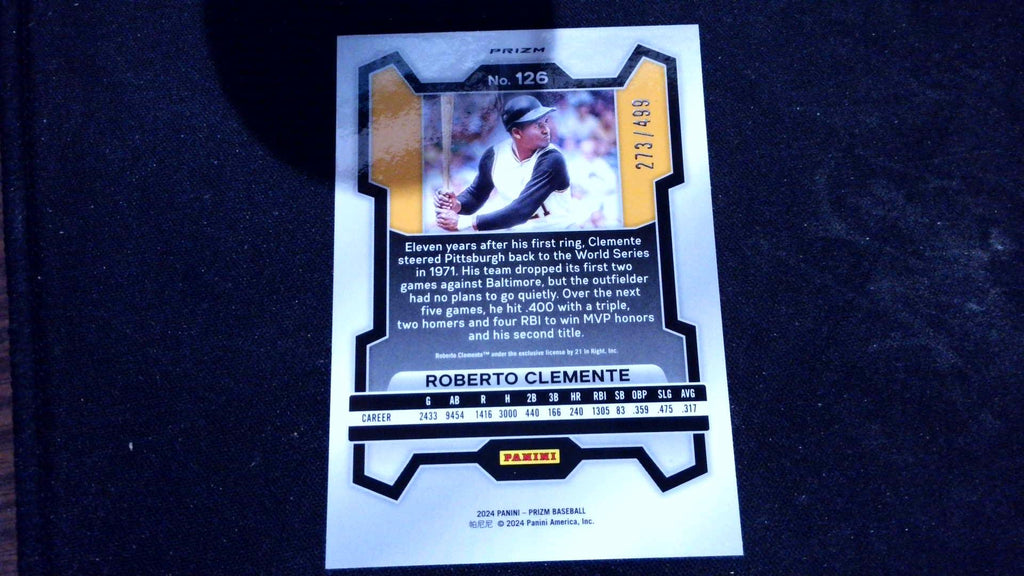 PRIZM
No. 126
273/499
Eleven years after his first ring, Clemente
steered Pittsburgh back to the World Series
in 1971. His team dropped its first two
games against Baltimore, but the outfielder
had no plans to go quietly. Over the next
five games, he hit .400 with a triple,
two homers and four RBI to win MVP honors
and his second title.
Roberto Clemente™ under the exclusive license by 21 in Right, Inc.
ROBERTO CLEMENTE
G AB R H 2B 3B HR RBI SB OBP SLG AVG
CAREER 2433 9454 1416 3000 440 166 240 1305 83 .359 .475 .317
PANINI
2024 PANINI – PRIZM BASEBALL
帕尼尼 © 2024 Panini America, Inc.